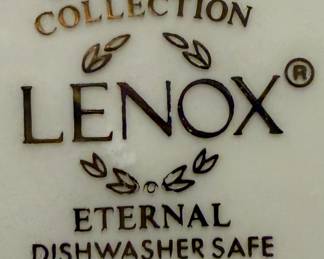 COLLECTION
LENOX®
ETERNAL
DISHWASHER SAFE